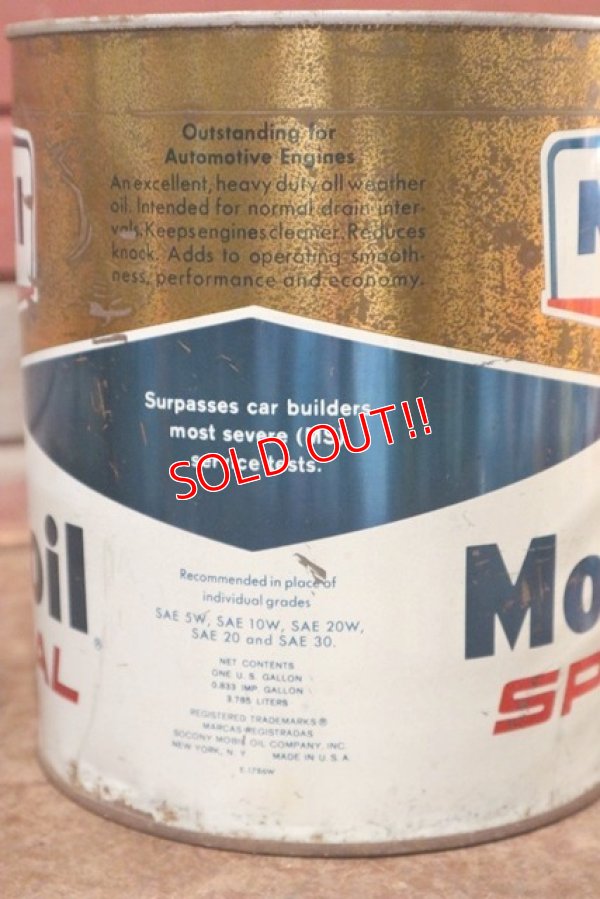 Outstanding for
Automotive Engines
An excellent, heavy duty all weather
oil. Intended for normal drain inter-
vals. Keeps engines cleaner. Reduces
knock. Adds to operating smooth-
ness, performance and economy.
Surpasses car builders
most severe (MS)
service tests.
SOLD OUT!!
oil
AL
Mo
SP
Recommended in place of
individual grades
SAE 5W, SAE 10W, SAE 20W,
SAE 20 and SAE 30.
NET CONTENTS
ONE U. S. GALLON
0.833 IMP. GALLON
3.785 LITERS
REGISTERED TRADEMARKS ®
MARCAS REGISTRADAS
SOCONY MOBIL OIL COMPANY, INC.
NEW YORK, N. Y. MADE IN U. S. A.